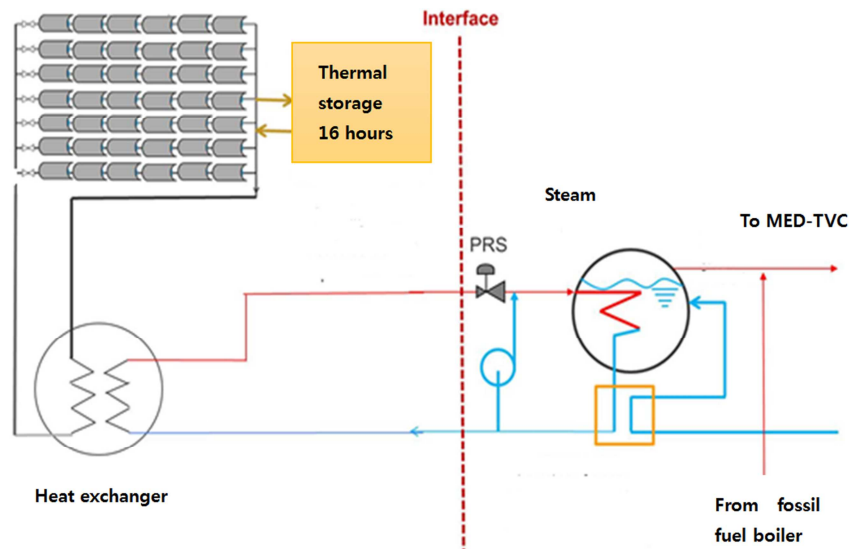 Interface
Thermal
storage
16 hours
Steam
To MED-TVC
PRS
Heat exchanger
From fossil
fuel boiler